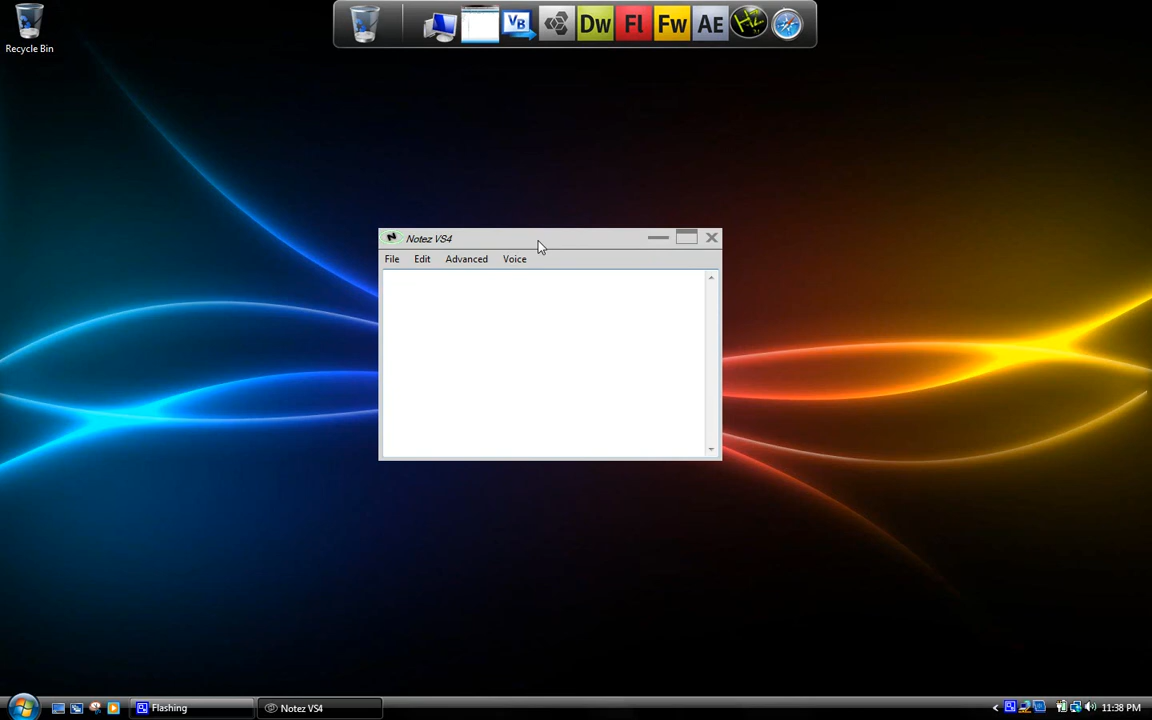 Recycle Bin
VB
Dw
Fl
Fw
AE
Notez VS4
File Edit Advanced Voice
Flashing
Notez VS4
11:38 PM